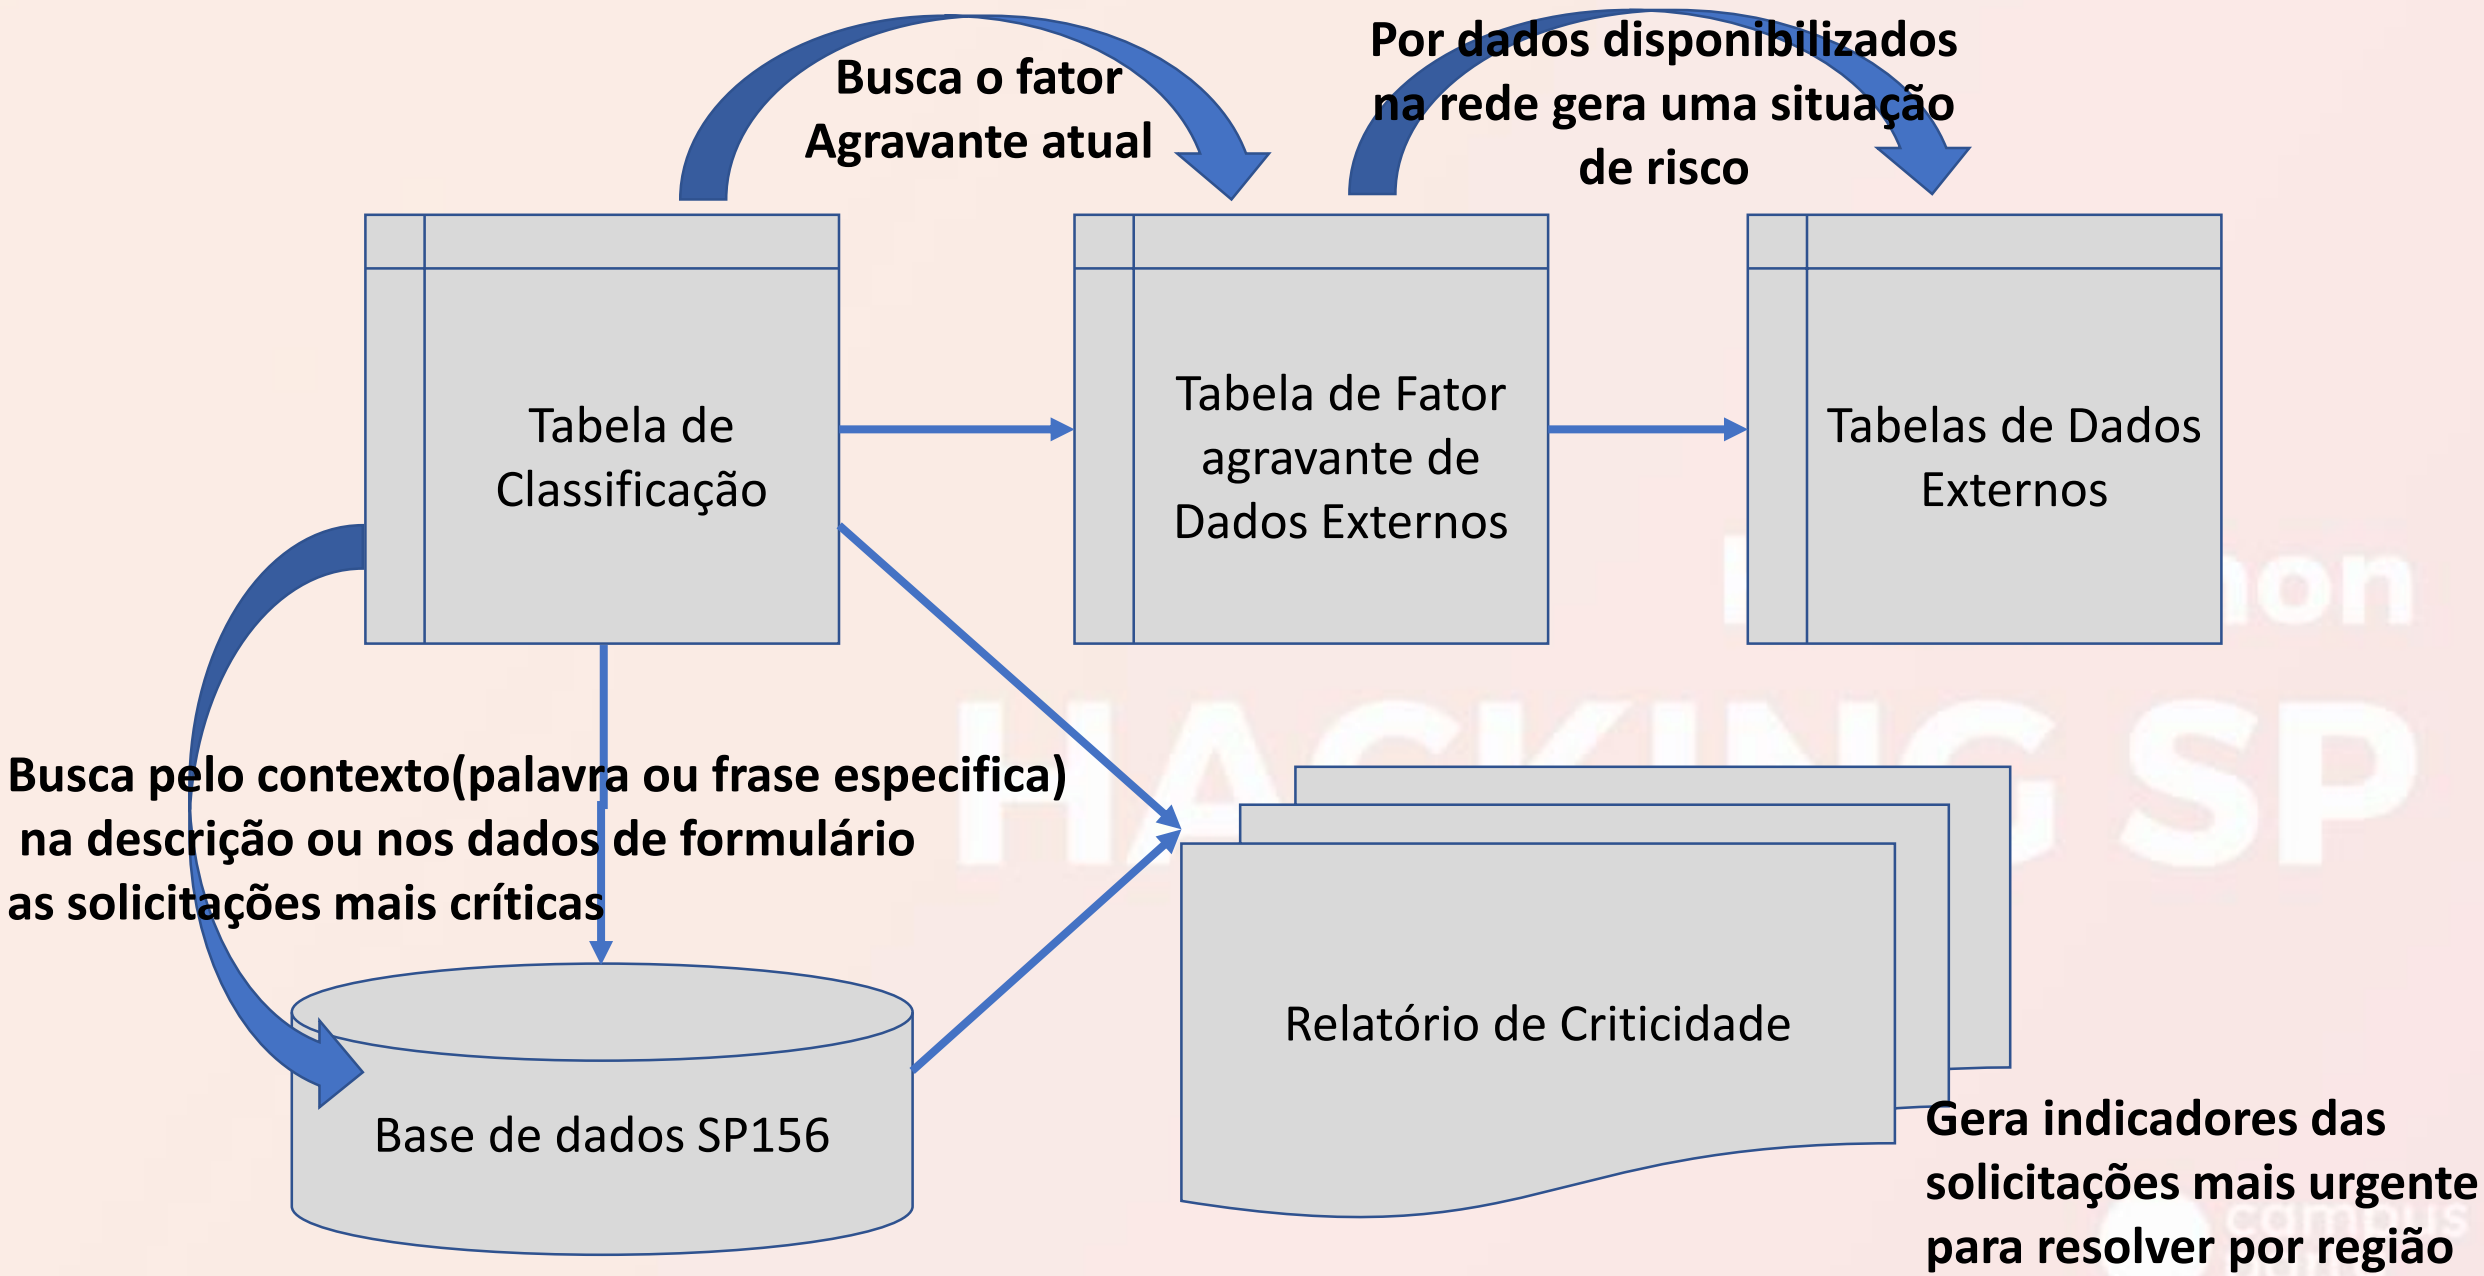 Busca o fator
Agravante atual
Por dados disponibilizados
na rede gera uma situação
de risco
Tabela de
Classificação
Tabela de Fator
agravante de
Dados Externos
Tabelas de Dados
Externos
HACKING SP
Busca pelo contexto(palavra ou frase especifica)
na descrição ou nos dados de formulário
as solicitações mais críticas
Base de dados SP156
Relatório de Criticidade
Gera indicadores das
solicitações mais urgente
para resolver por região
campus